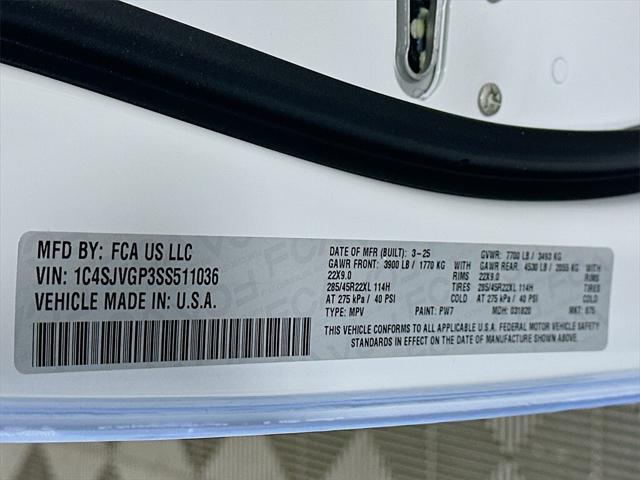 MFD BY: FCA US LLC
VIN: 1C4SJVGP3SS511036
VEHICLE MADE IN: U.S.A.
DATE OF MFR (BUILT): 3-25 GVWR: 7700 LB / 3493 KG
GAWR FRONT: 3900 LB / 1770 KG WITH GAWR REAR: 4530 LB / 2055 KG WITH
22X9.0 RIMS 22X9.0 RIMS
285/45R22XL 114H TIRES 285/45R22XL 114H TIRES
AT 275 kPa / 40 PSI COLD AT 275 kPa / 40 PSI COLD
TYPE: MPV PAINT: PW7 MDH: 031820 MKT: 675
THIS VEHICLE CONFORMS TO ALL APPLICABLE U.S.A. FEDERAL MOTOR VEHICLE SAFETY
STANDARDS IN EFFECT ON THE DATE OF MANUFACTURE SHOWN ABOVE.